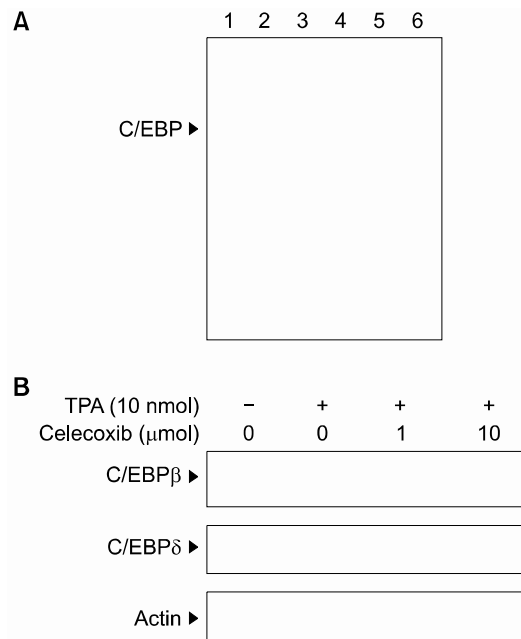 A
1 2 3 4 5 6
C/EBP
B
TPA (10 nmol) − + + +
Celecoxib (μmol) 0 0 1 10
C/EBPβ
C/EBPδ
Actin